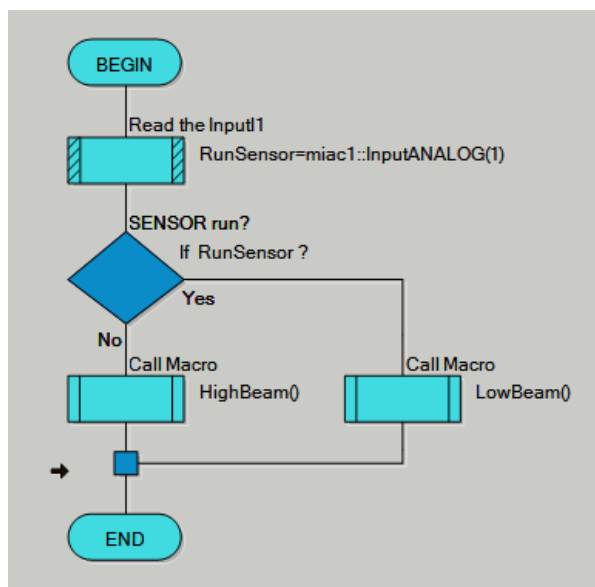 BEGIN
Read the InputI1
RunSensor=miac1::InputANALOG(1)
SENSOR run?
If RunSensor ?
Yes
No
Call Macro
HighBeam()
Call Macro
LowBeam()
END